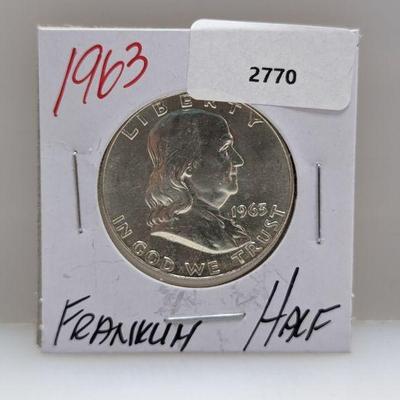 1963
2770
LIBERTY
1963
IN GOD WE TRUST
FRANKLIN HALF